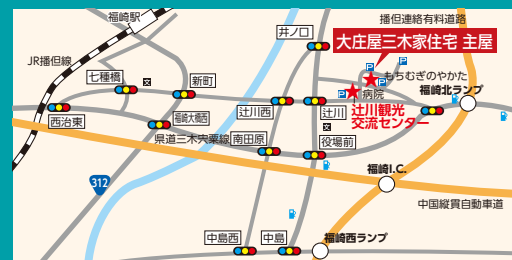 福崎駅
播但連絡有料道路
井ノ口
大庄屋三木家住宅 主屋
JR播但線
P
P
P
七種橋
新町
もちむぎのやかた
病院
P
P
福崎北ランプ
西治東
福崎大橋西
辻川西
辻川
辻川観光
交流センター
県道三木宍粟線
南田原
役場前
福崎I.C.
312
中国縦貫自動車道
中島西
中島
福崎西ランプ